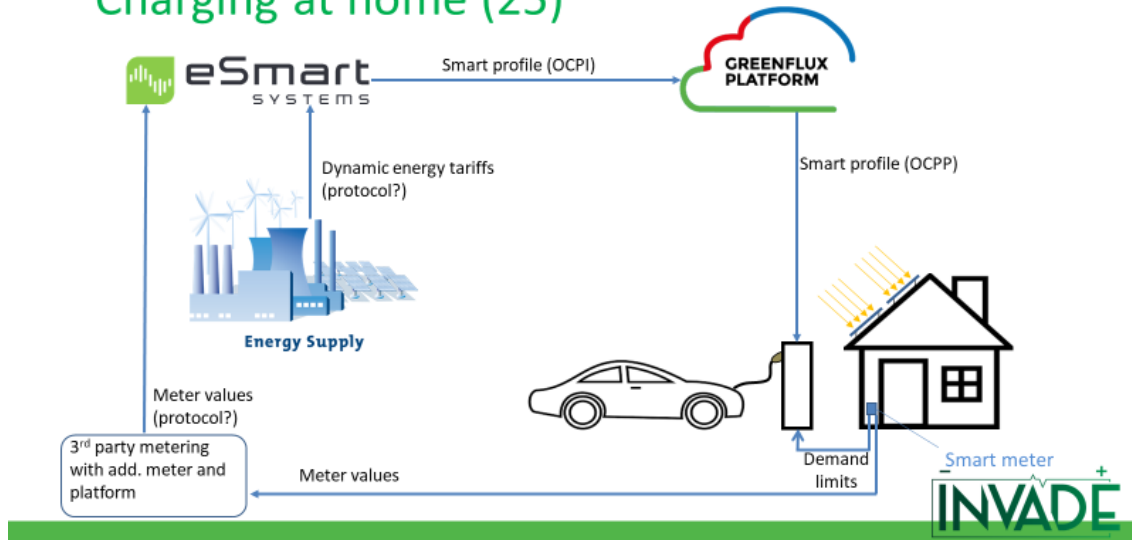 Charging at home (25)
eSmart
SYSTEMS
Smart profile (OCPI)
GREENFLUX
PLATFORM
Dynamic energy tariffs
(protocol?)
Smart profile (OCPP)
Energy Supply
Meter values
(protocol?)
3rd party metering
with add. meter and
platform
Meter values
Demand
limits
Smart meter
INVADE